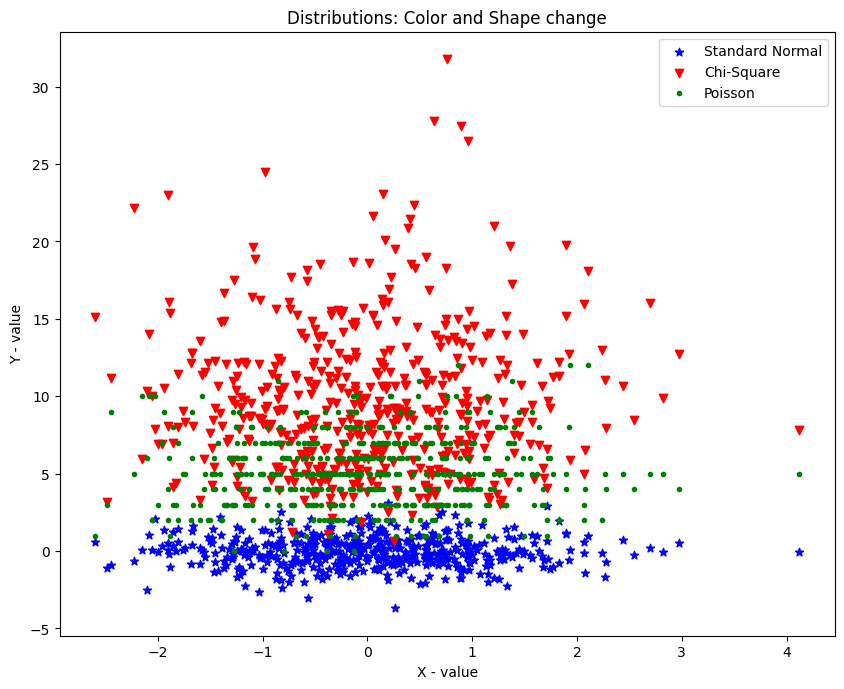 Distributions: Color and Shape change
Standard Normal
Chi-Square
Poisson
Y - value
30
25
20
15
10
5
0
−5
−2
−1
0
1
2
3
4
X - value